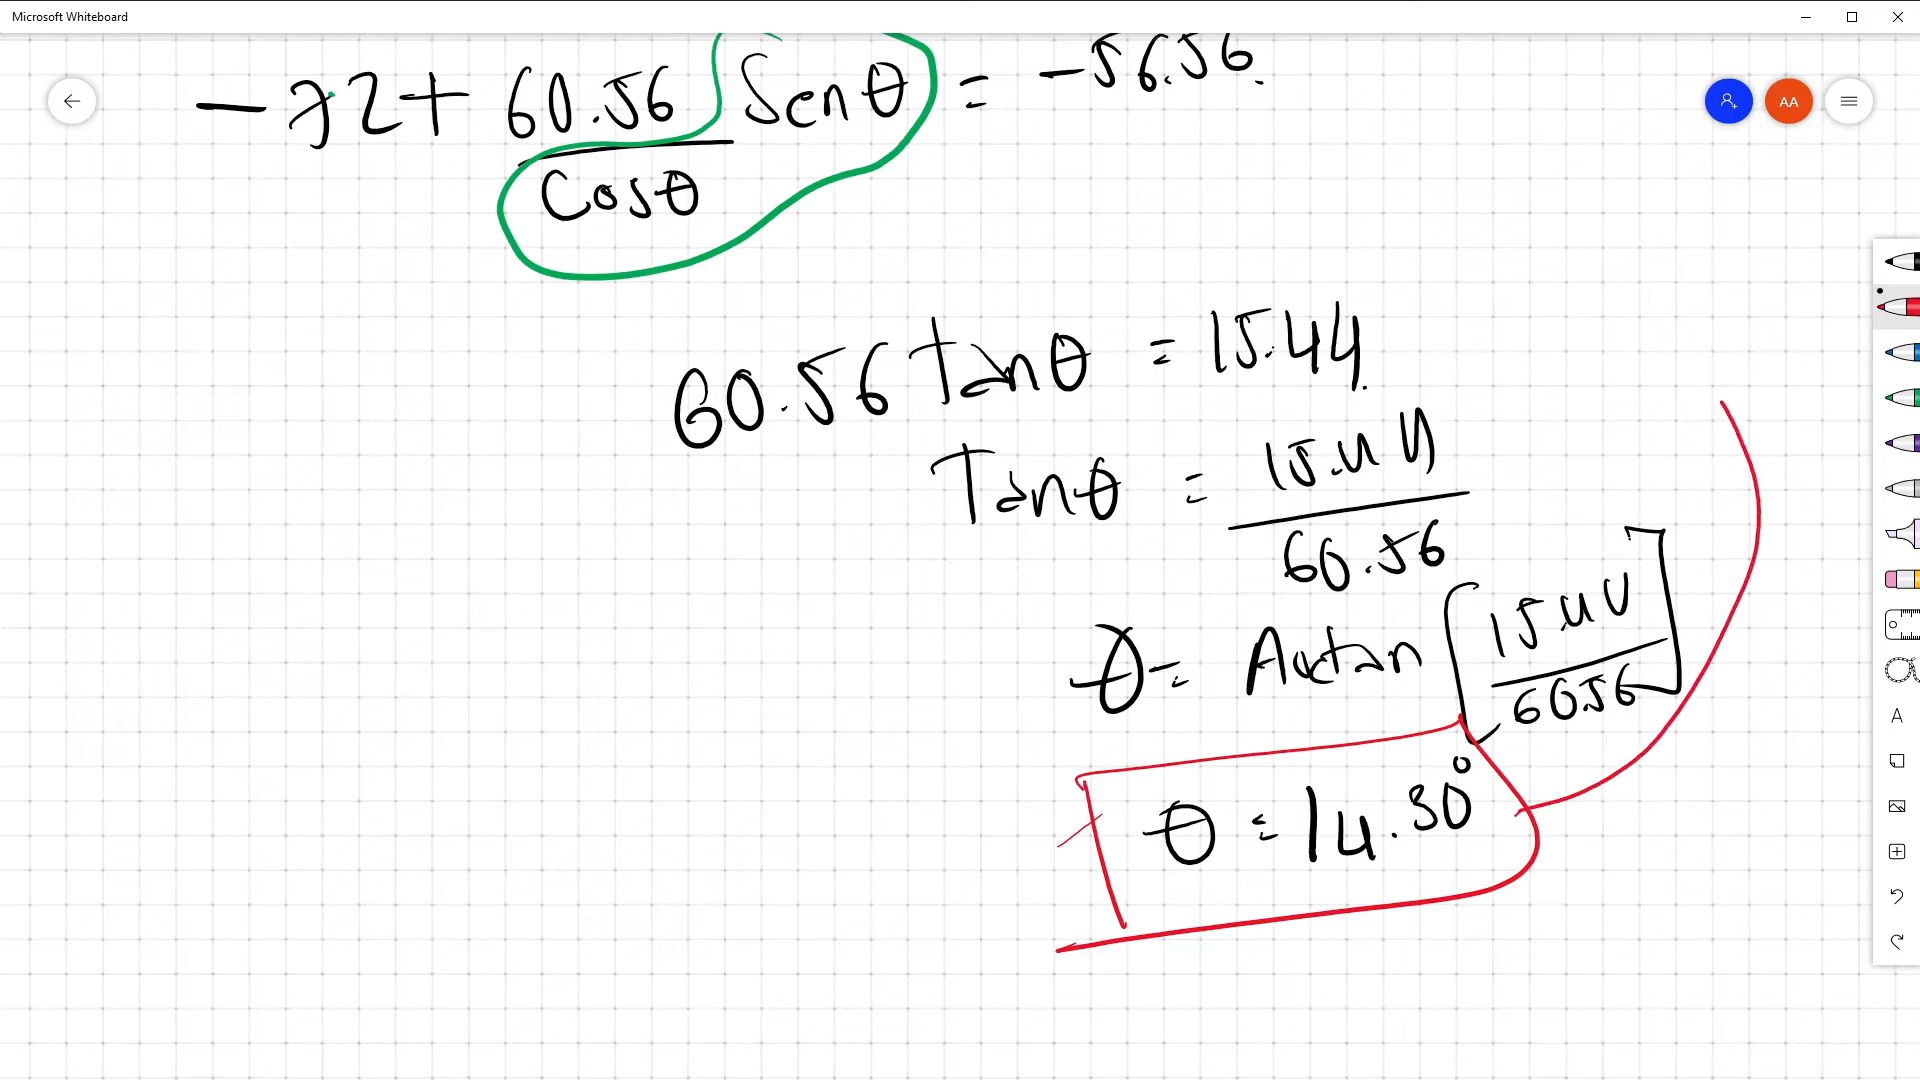 Microsoft Whiteboard
AA
-72+ 60.56 Senθ = -56.56.
Cosθ
60.56 Tanθ = 15.44.
Tanθ = 15.44
60.56
θ= Arctan [15.44
60.56]
θ = 14.30°
A